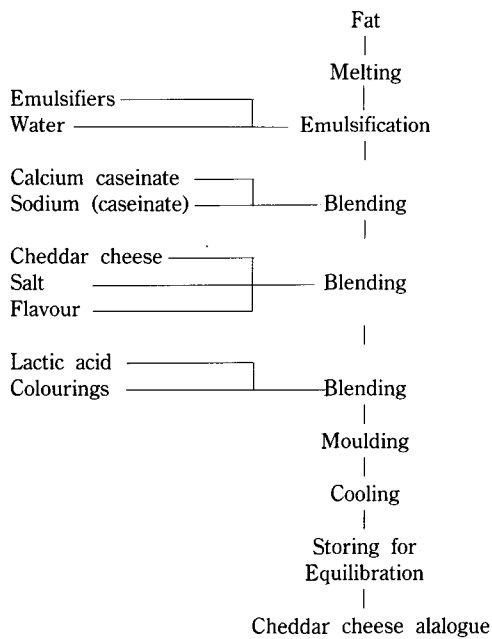 Fat
Melting
Emulsifiers
Water
Emulsification
Calcium caseinate
Sodium (caseinate)
Blending
Cheddar cheese
Salt
Flavour
Blending
Lactic acid
Colourings
Blending
Moulding
Cooling
Storing for
Equilibration
Cheddar cheese alalogue